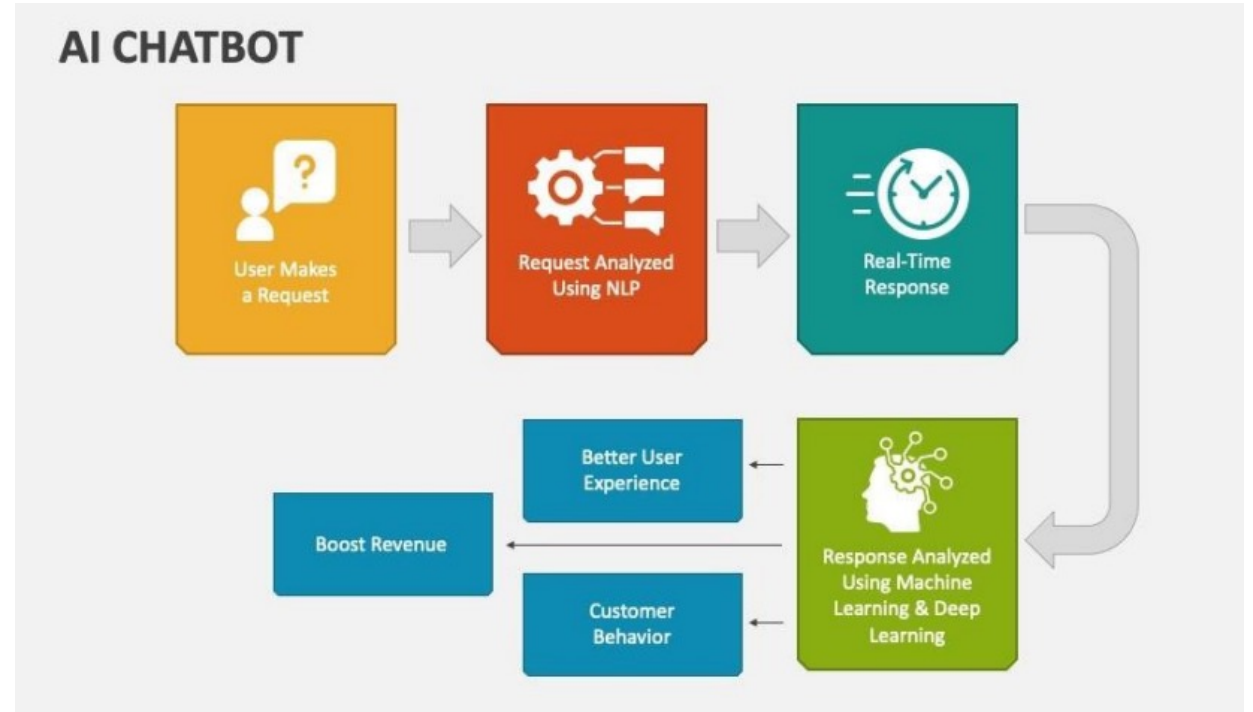 AI CHATBOT
?
User Makes
a Request
Request Analyzed
Using NLP
Real-Time
Response
Better User
Experience
Boost Revenue
Customer
Behavior
Response Analyzed
Using Machine
Learning & Deep
Learning